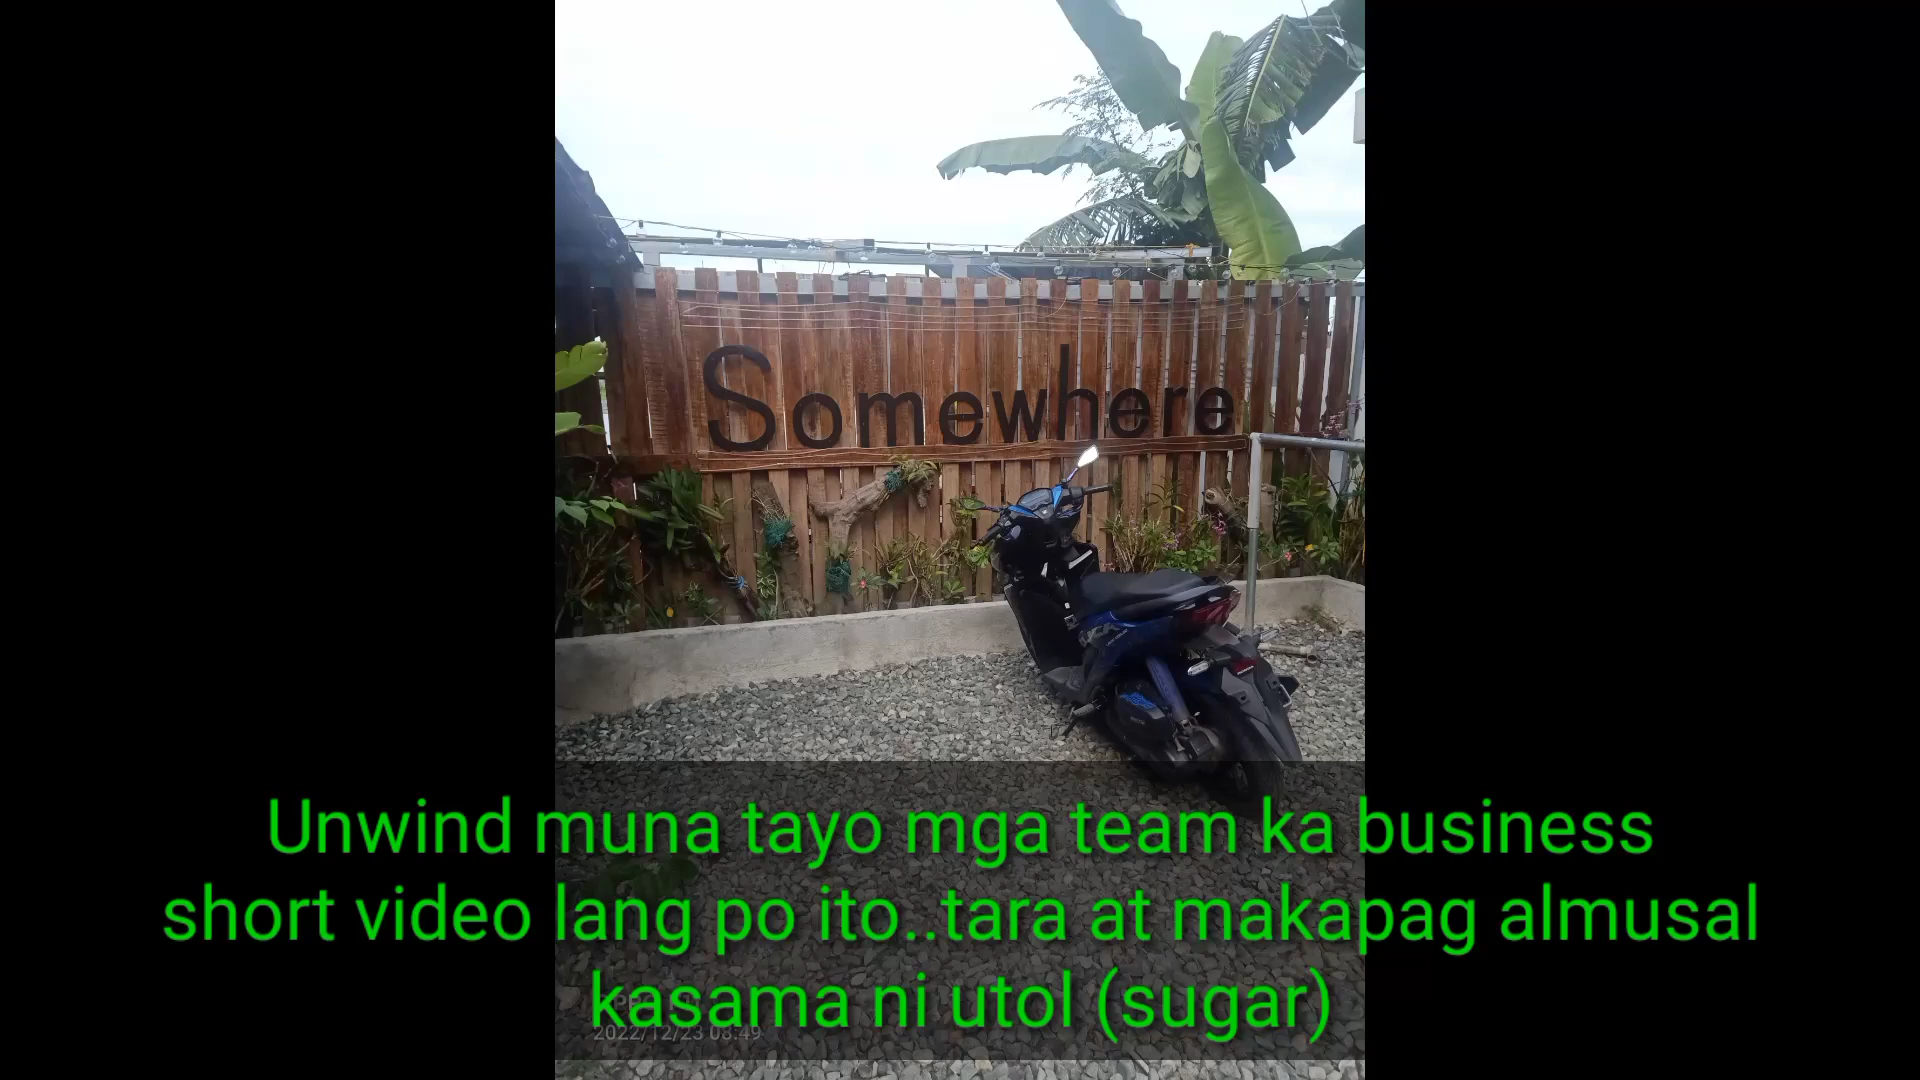 Somewhere
Unwind muna tayo mga team ka business
short video lang po ito..tara at makapag almusal
kasama ni utol (sugar)
2022/12/23 08:49